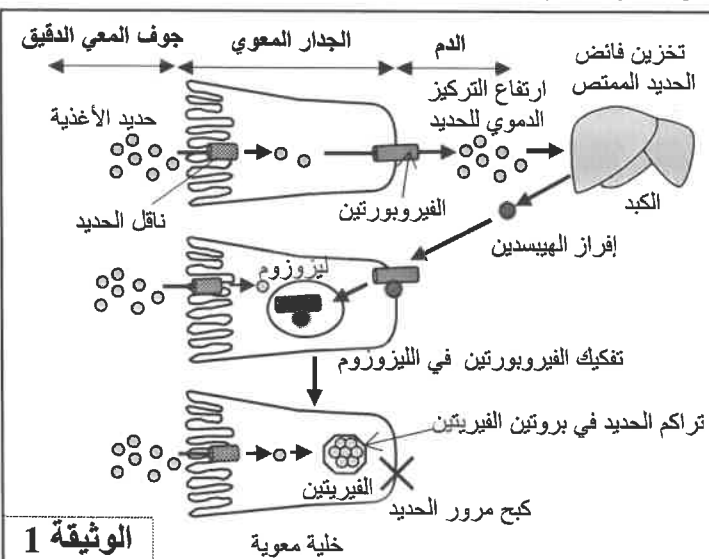 جوف المعي الدقيق
الجدار المعوي
الدم
تخزين فائض
الحديد الممتص
ارتفاع التركيز
الدموي للحديد
حديد الأغذية
ناقل الحديد
الفيروبورتين
الكبد
إفراز الهيبسدين
ليزوزوم
تفكيك الفيروبورتين في الليزوزوم
تراكم الحديد في بروتين الفيريتين
الفيريتين
كبح مرور الحديد
خلية معوية
الوثيقة 1